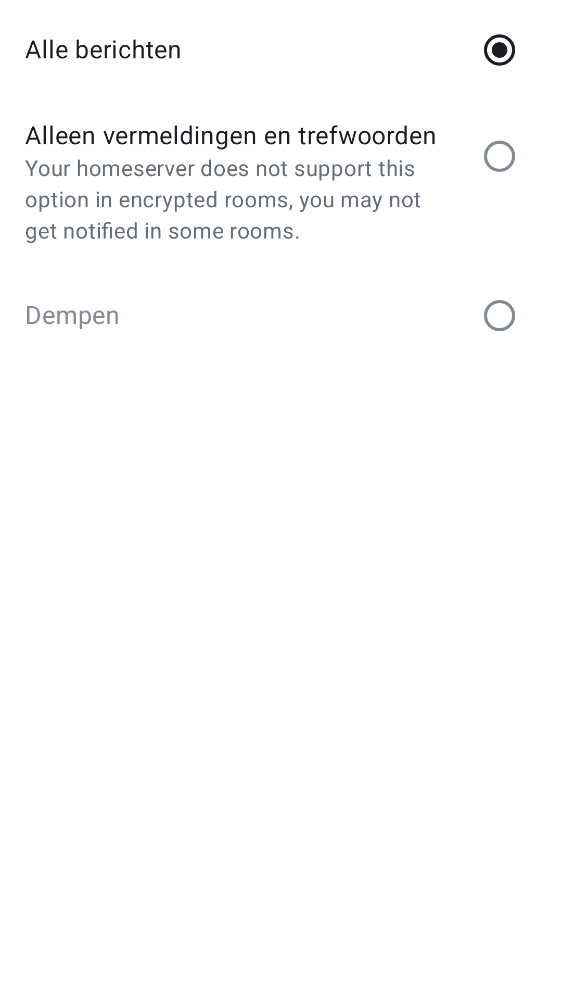 Alle berichten
Alleen vermeldingen en trefwoorden
Your homeserver does not support this
option in encrypted rooms, you may not
get notified in some rooms.
Dempen